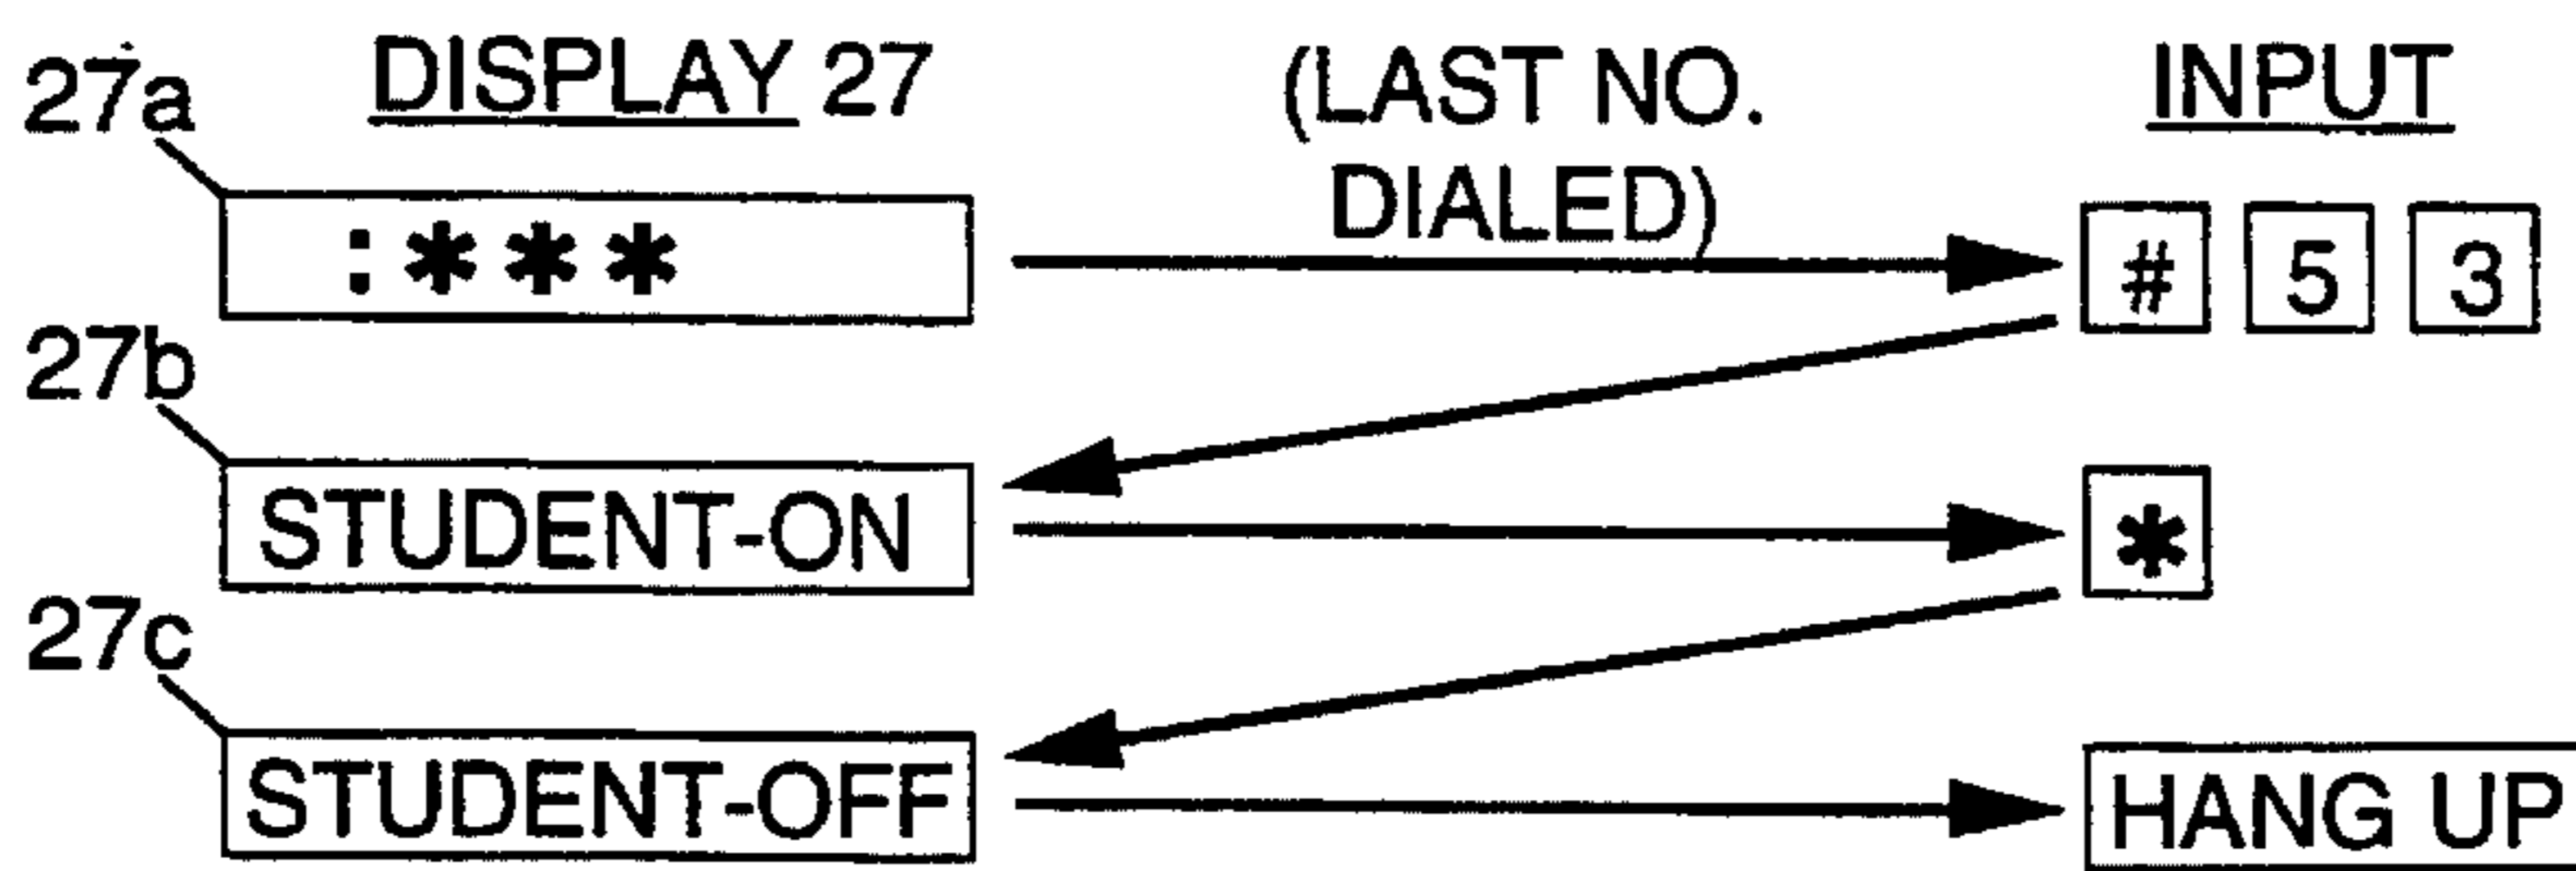 27a DISPLAY 27 (LAST NO. INPUT
DIALED)
:*** # 5 3
27b
STUDENT-ON *
27c
STUDENT-OFF HANG UP